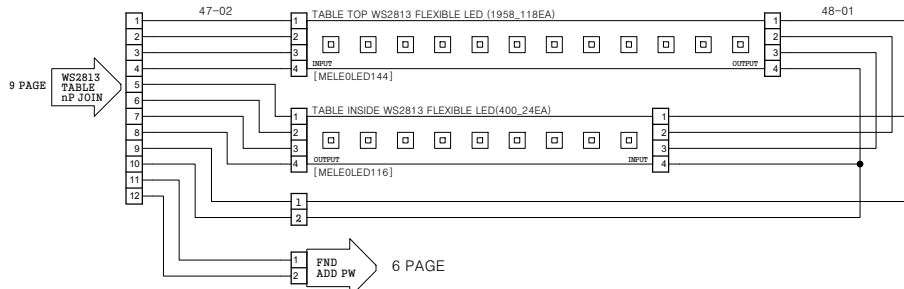 47-02
48-01
1
2
3
4
5
6
7
8
9
10
11
12
9 PAGE
WS2813
TABLE
nP JOIN
TABLE TOP WS2813 FLEXIBLE LED (1958_118EA)
1
2
3
4
INPUT
OUTPUT
[MELE0LED144]
1
2
3
4
TABLE INSIDE WS2813 FLEXIBLE LED(400_24EA)
1
2
3
4
OUTPUT
INPUT
[MELE0LED116]
1
2
3
4
1
2
1
2
FND
ADD PW
6 PAGE